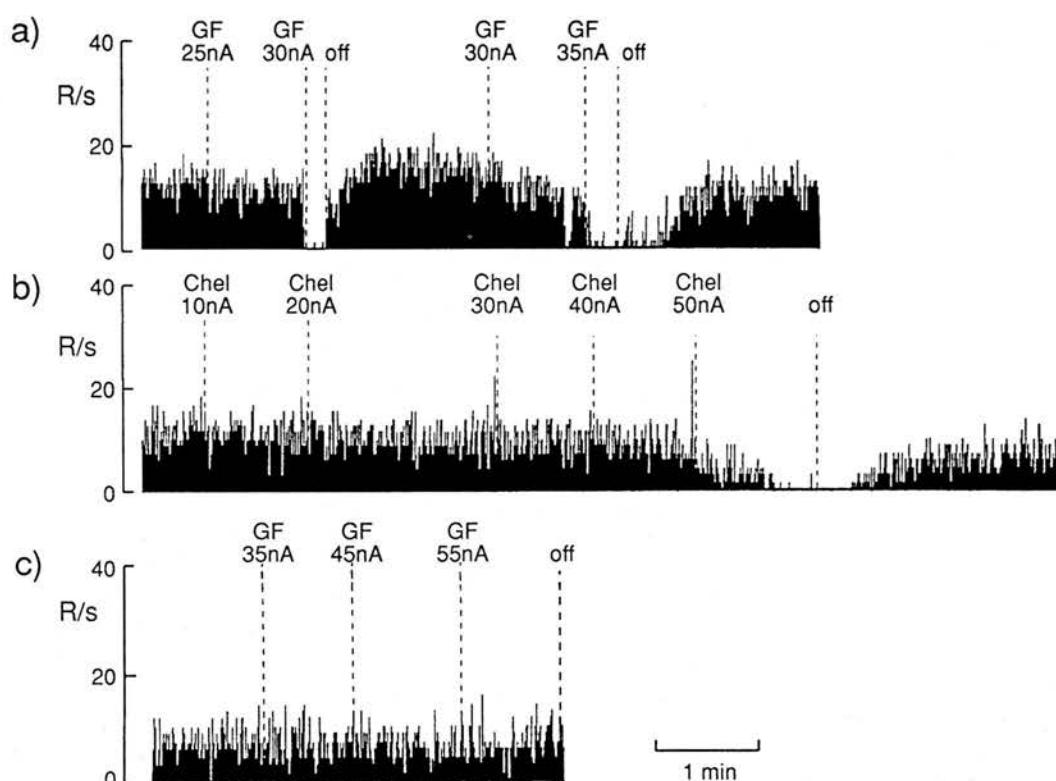 a)
GF GF GF GF
40 25nA 30nA off 30nA 35nA off
R/s
20
0
b)
Chel Chel Chel Chel Chel
40 10nA 20nA 30nA 40nA 50nA off
R/s
20
0
c)
GF GF GF
40 35nA 45nA 55nA off
R/s
20
0
1 min